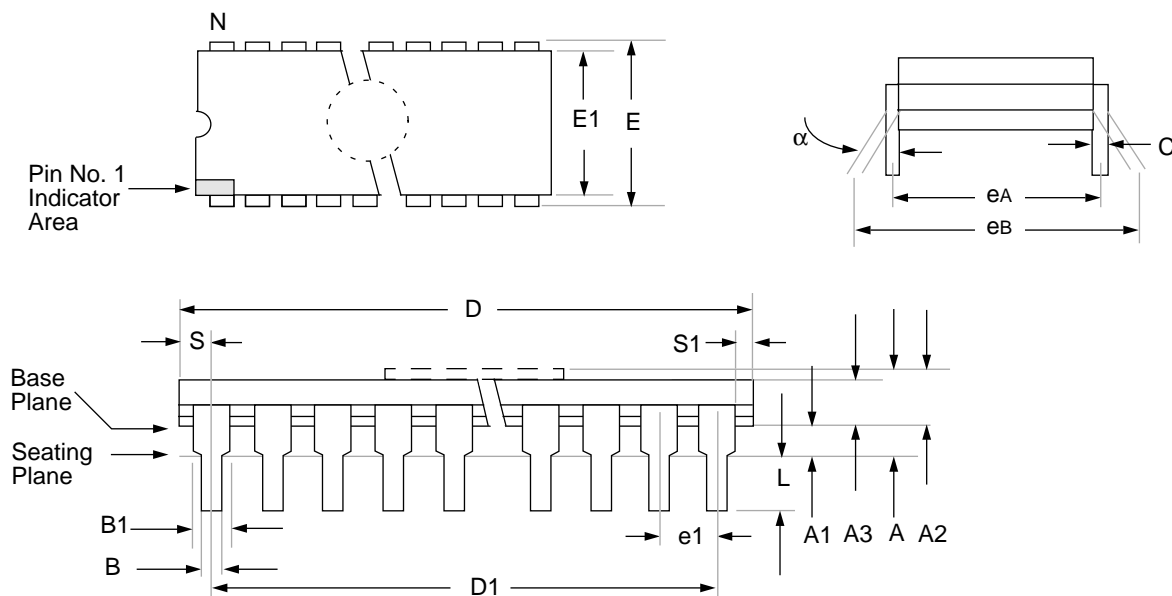 N
E1
E
Pin No. 1
Indicator
Area
α
C
eA
eB
D
S
S1
Base
Plane
Seating
Plane
L
B1
e1
A1
A3
A
A2
B
D1